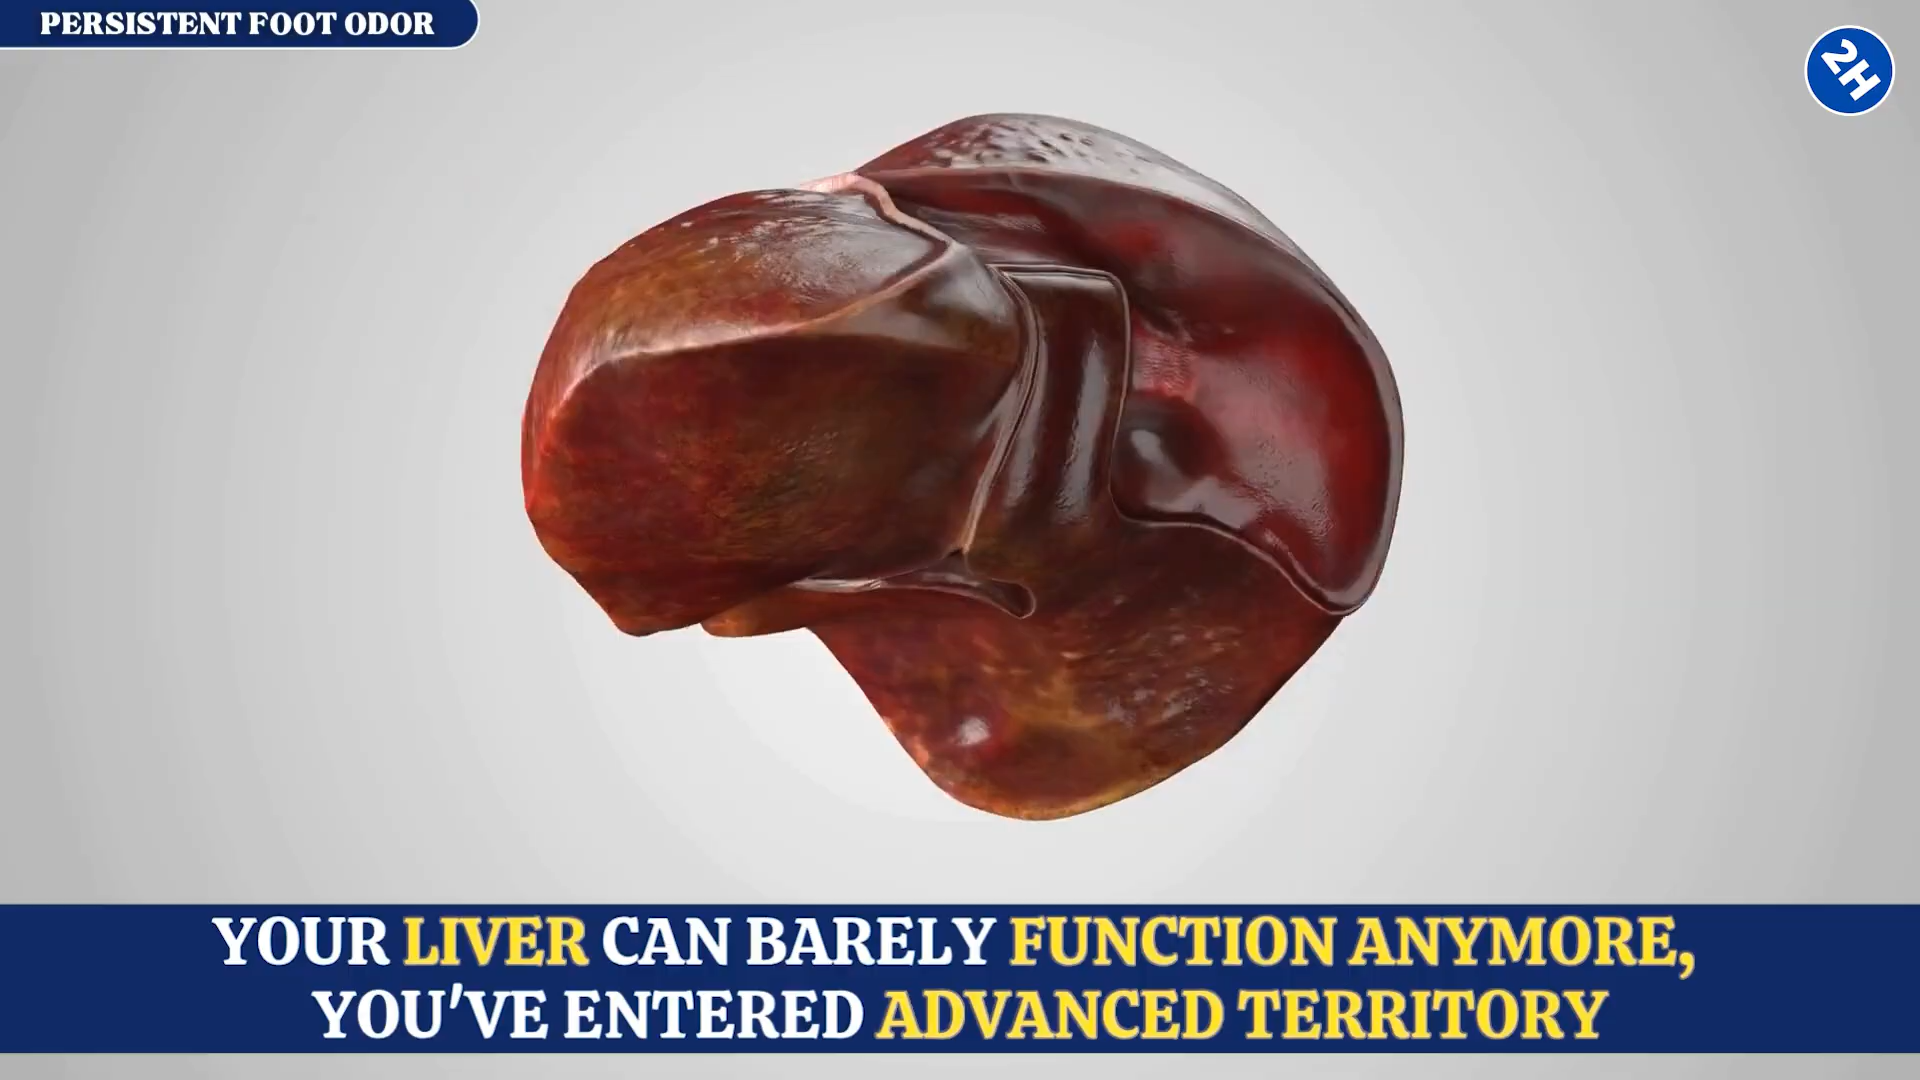 PERSISTENT FOOT ODOR
2H
YOUR LIVER CAN BARELY FUNCTION ANYMORE,
YOU'VE ENTERED ADVANCED TERRITORY